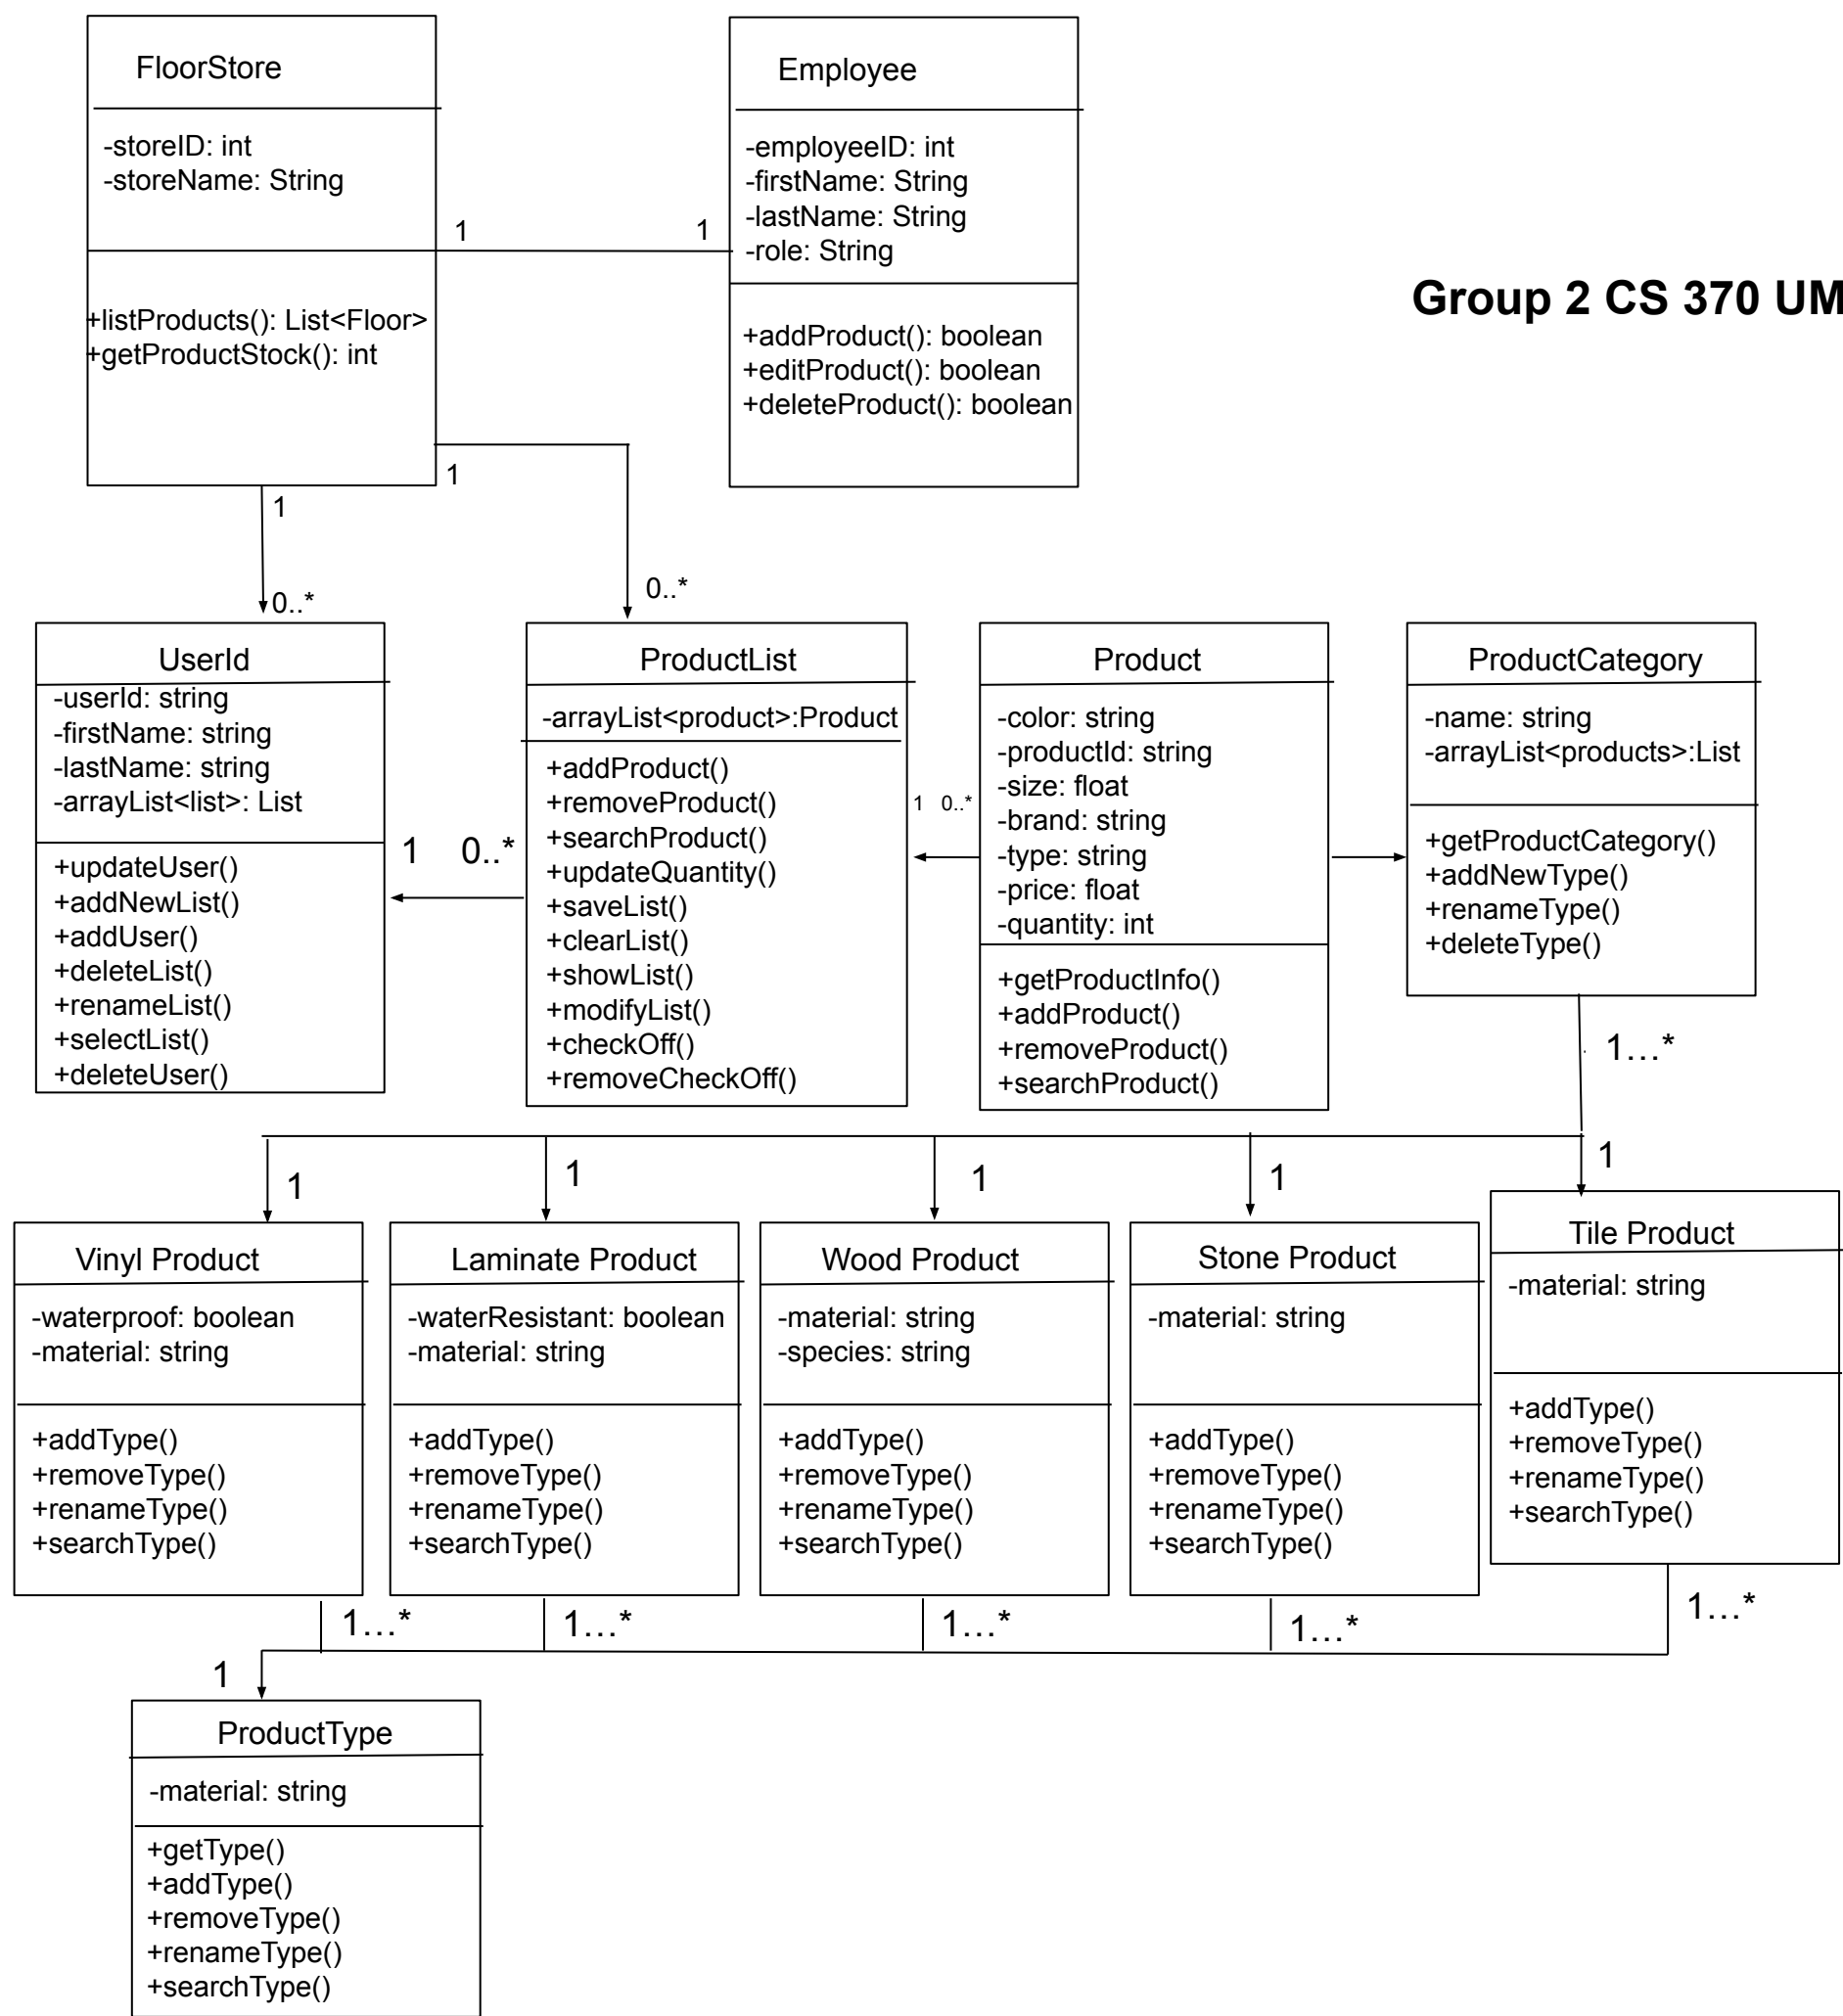 FloorStore
-storeID: int
-storeName: String
+listProducts(): List<Floor>
+getProductStock(): int
1
1
Employee
-employeeID: int
-firstName: String
-lastName: String
-role: String
+addProduct(): boolean
+editProduct(): boolean
+deleteProduct(): boolean
Group 2 CS 370 UM
1
1
0..*
0..*
UserId
-userId: string
-firstName: string
-lastName: string
-arrayList<list>: List
+updateUser()
+addNewList()
+addUser()
+deleteList()
+renameList()
+selectList()
+deleteUser()
1 0..*
ProductList
-arrayList<product>:Product
+addProduct()
+removeProduct()
+searchProduct()
+updateQuantity()
+saveList()
+clearList()
+showList()
+modifyList()
+checkOff()
+removeCheckOff()
1 0..*
Product
-color: string
-productId: string
-size: float
-brand: string
-type: string
-price: float
-quantity: int
+getProductInfo()
+addProduct()
+removeProduct()
+searchProduct()
ProductCategory
-name: string
-arrayList<products>:List
+getProductCategory()
+addNewType()
+renameType()
+deleteType()
1...*
1
1
1
1
1
Vinyl Product
-waterproof: boolean
-material: string
+addType()
+removeType()
+renameType()
+searchType()
Laminate Product
-waterResistant: boolean
-material: string
+addType()
+removeType()
+renameType()
+searchType()
Wood Product
-material: string
-species: string
+addType()
+removeType()
+renameType()
+searchType()
Stone Product
-material: string
+addType()
+removeType()
+renameType()
+searchType()
Tile Product
-material: string
+addType()
+removeType()
+renameType()
+searchType()
1...*
1...*
1...*
1...*
1...*
1
ProductType
-material: string
+getType()
+addType()
+removeType()
+renameType()
+searchType()